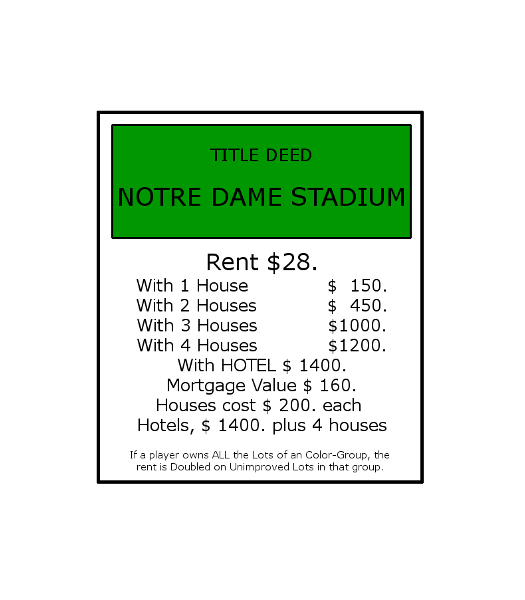 TITLE DEED
NOTRE DAME STADIUM
Rent $28.
With 1 House $ 150.
With 2 Houses $ 450.
With 3 Houses $1000.
With 4 Houses $1200.
With HOTEL $ 1400.
Mortgage Value $ 160.
Houses cost $ 200. each
Hotels, $ 1400. plus 4 houses
If a player owns ALL the Lots of an Color-Group, the
rent is Doubled on Unimproved Lots in that group.